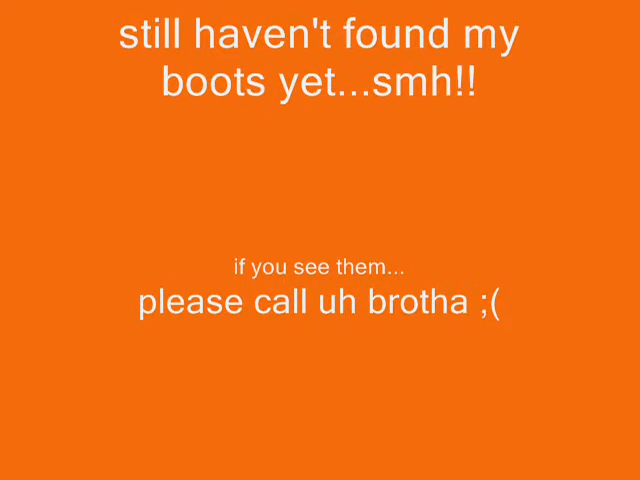 still haven't found my
boots yet...smh!!
if you see them...
please call uh brotha ;(